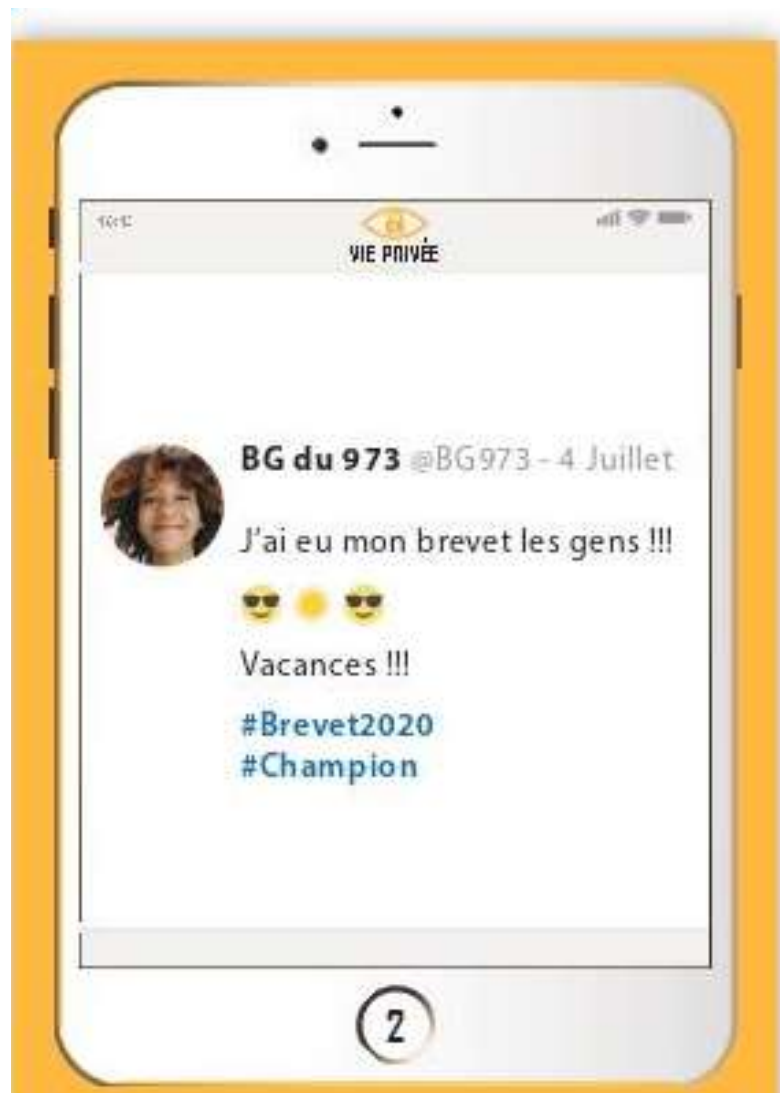 VIE PRIVÉE
BG du 973 @BG973 - 4 Juillet
J'ai eu mon brevet les gens !!!
Vacances !!!
#Brevet2020
#Champion
2